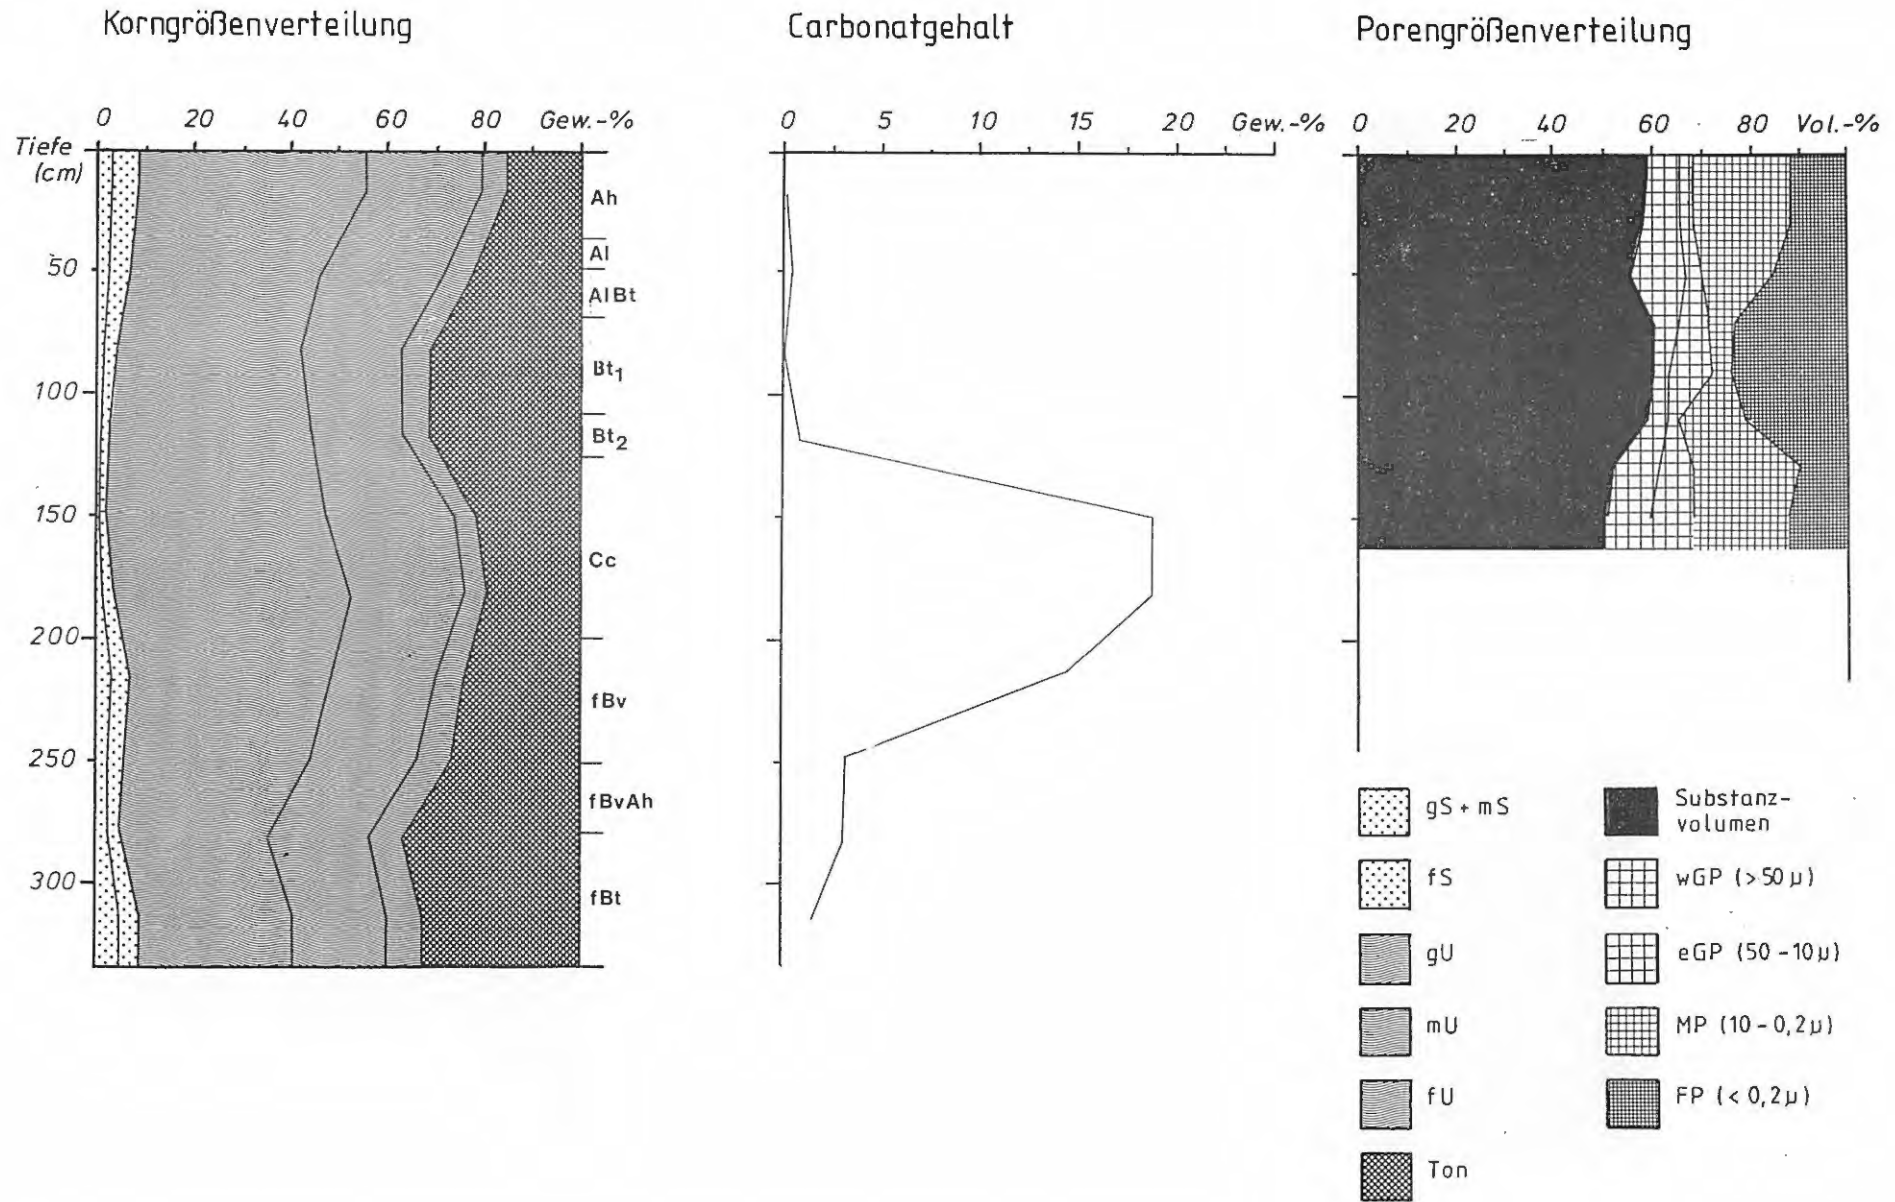 Korngrößenverteilung
Carbonatgehalt
Porengrößenverteilung
0 20 40 60 80 Gew.-%
0 5 10 15 20 Gew.-%
0 20 40 60 80 Vol.-%
Tiefe
(cm)
50
100
150
200
250
300
Ah
Al
AlBt
Bt1
Bt2
Cc
fBv
fBvAh
fBt
gS + mS
fS
gU
mU
fU
Ton
Substanz-
volumen
wGP (>50 µ)
eGP (50 - 10 µ)
MP (10 - 0,2 µ)
FP (< 0,2 µ)